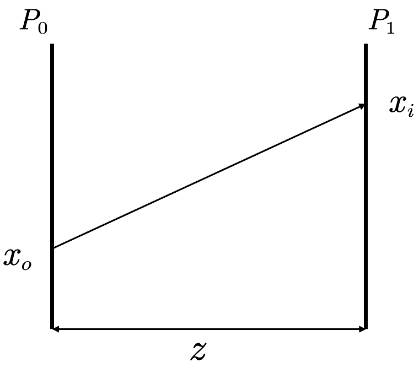 P₀ P₁
xᵢ
xₒ
z